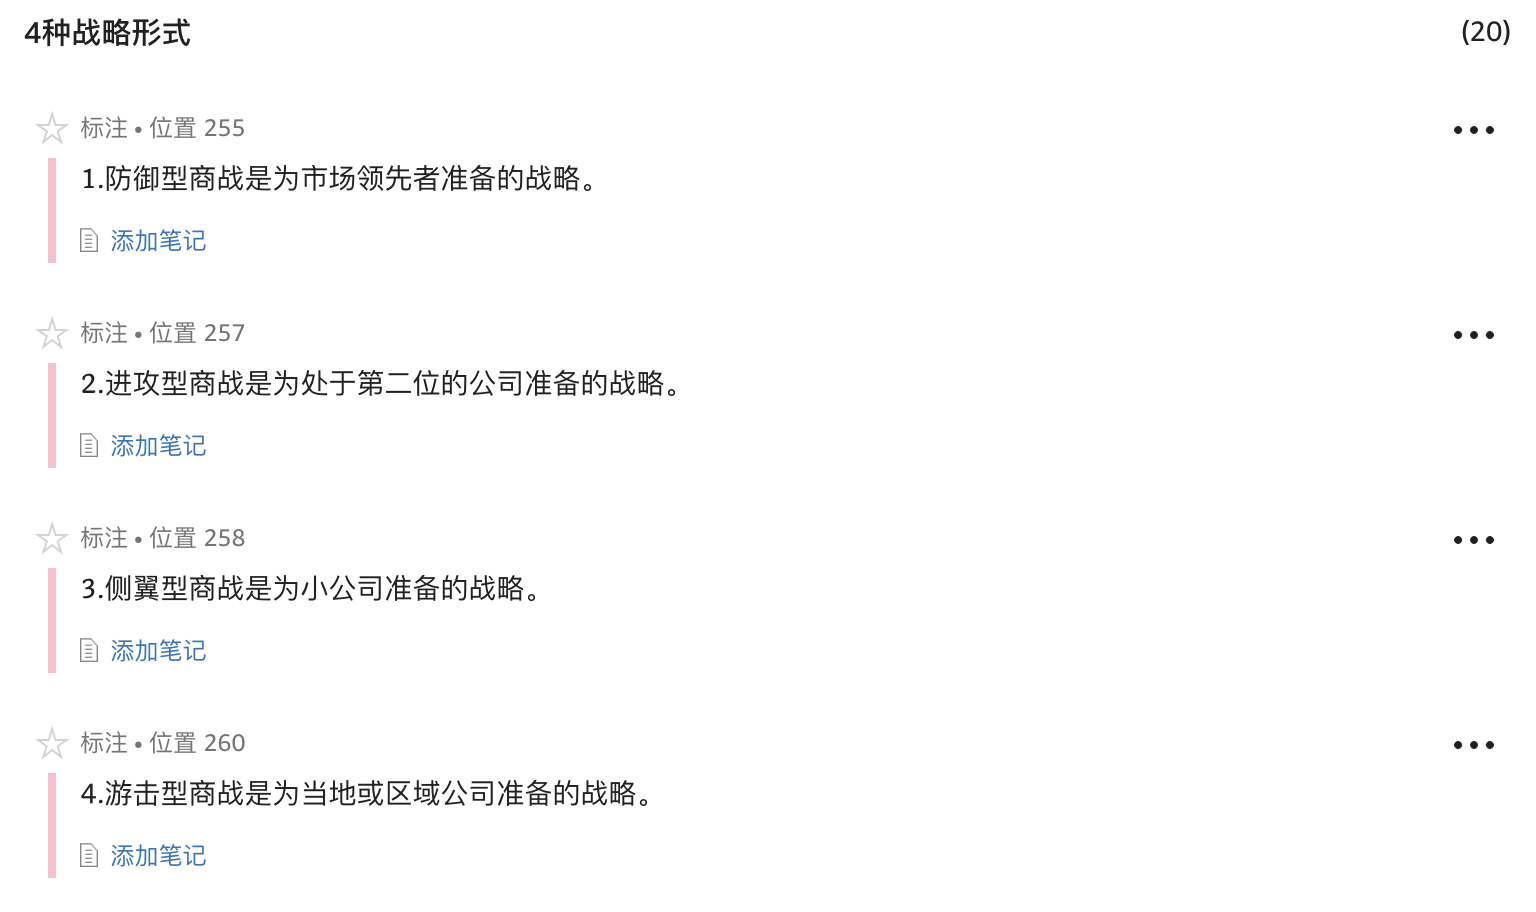 4种战略形式 (20)
标注 • 位置 255
1.防御型商战是为市场领先者准备的战略。
添加笔记
标注 • 位置 257
2.进攻型商战是为处于第二位的公司准备的战略。
添加笔记
标注 • 位置 258
3.侧翼型商战是为小公司准备的战略。
添加笔记
标注 • 位置 260
4.游击型商战是为当地或区域公司准备的战略。
添加笔记